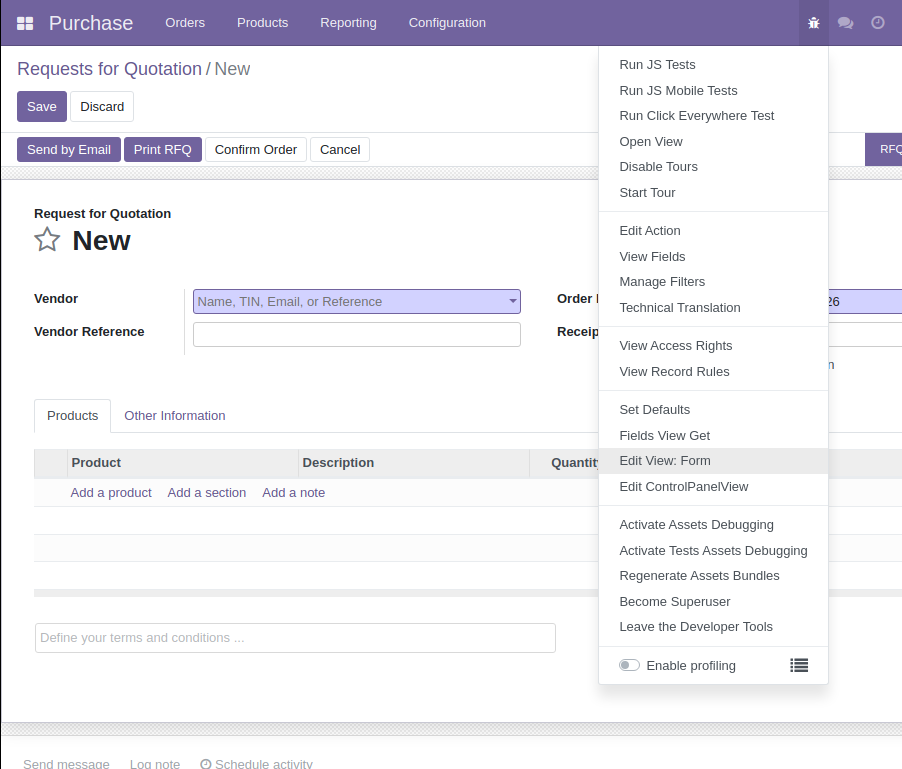 Purchase Orders Products Reporting Configuration
Requests for Quotation / New
Save Discard
Send by Email Print RFQ Confirm Order Cancel
RFQ
Request for Quotation
New
Vendor
Name, TIN, Email, or Reference
Vendor Reference
Order
26
Receip
n
Products Other Information
Product Description Quantity
Add a product Add a section Add a note
Define your terms and conditions ...
Send message Log note Schedule activity
Run JS Tests
Run JS Mobile Tests
Run Click Everywhere Test
Open View
Disable Tours
Start Tour
Edit Action
View Fields
Manage Filters
Technical Translation
View Access Rights
View Record Rules
Set Defaults
Fields View Get
Edit View: Form
Edit ControlPanelView
Activate Assets Debugging
Activate Tests Assets Debugging
Regenerate Assets Bundles
Become Superuser
Leave the Developer Tools
Enable profiling